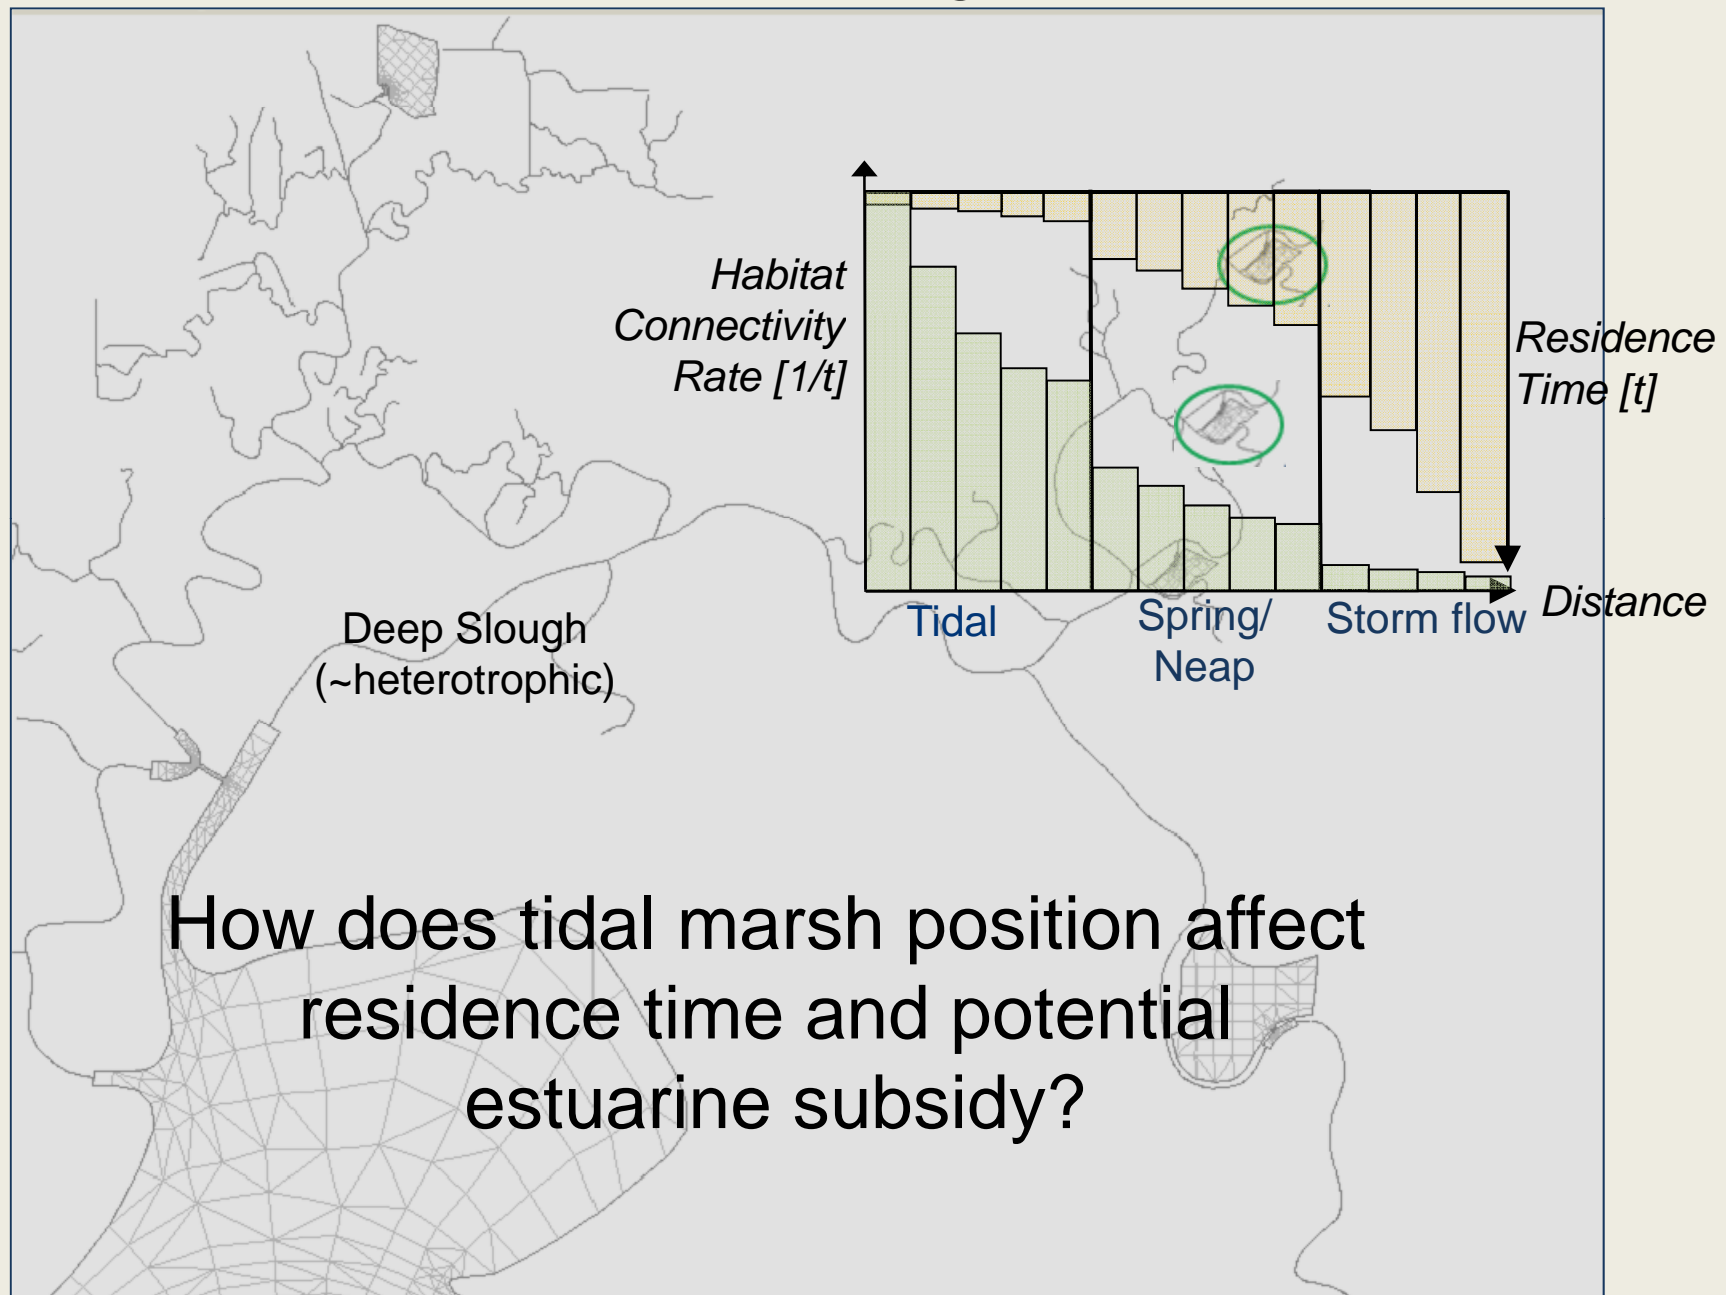 Habitat
Connectivity
Rate [1/t]
Residence
Time [t]
Distance
Tidal
Spring/
Neap
Storm flow
Deep Slough
(~heterotrophic)
How does tidal marsh position affect
residence time and potential
estuarine subsidy?